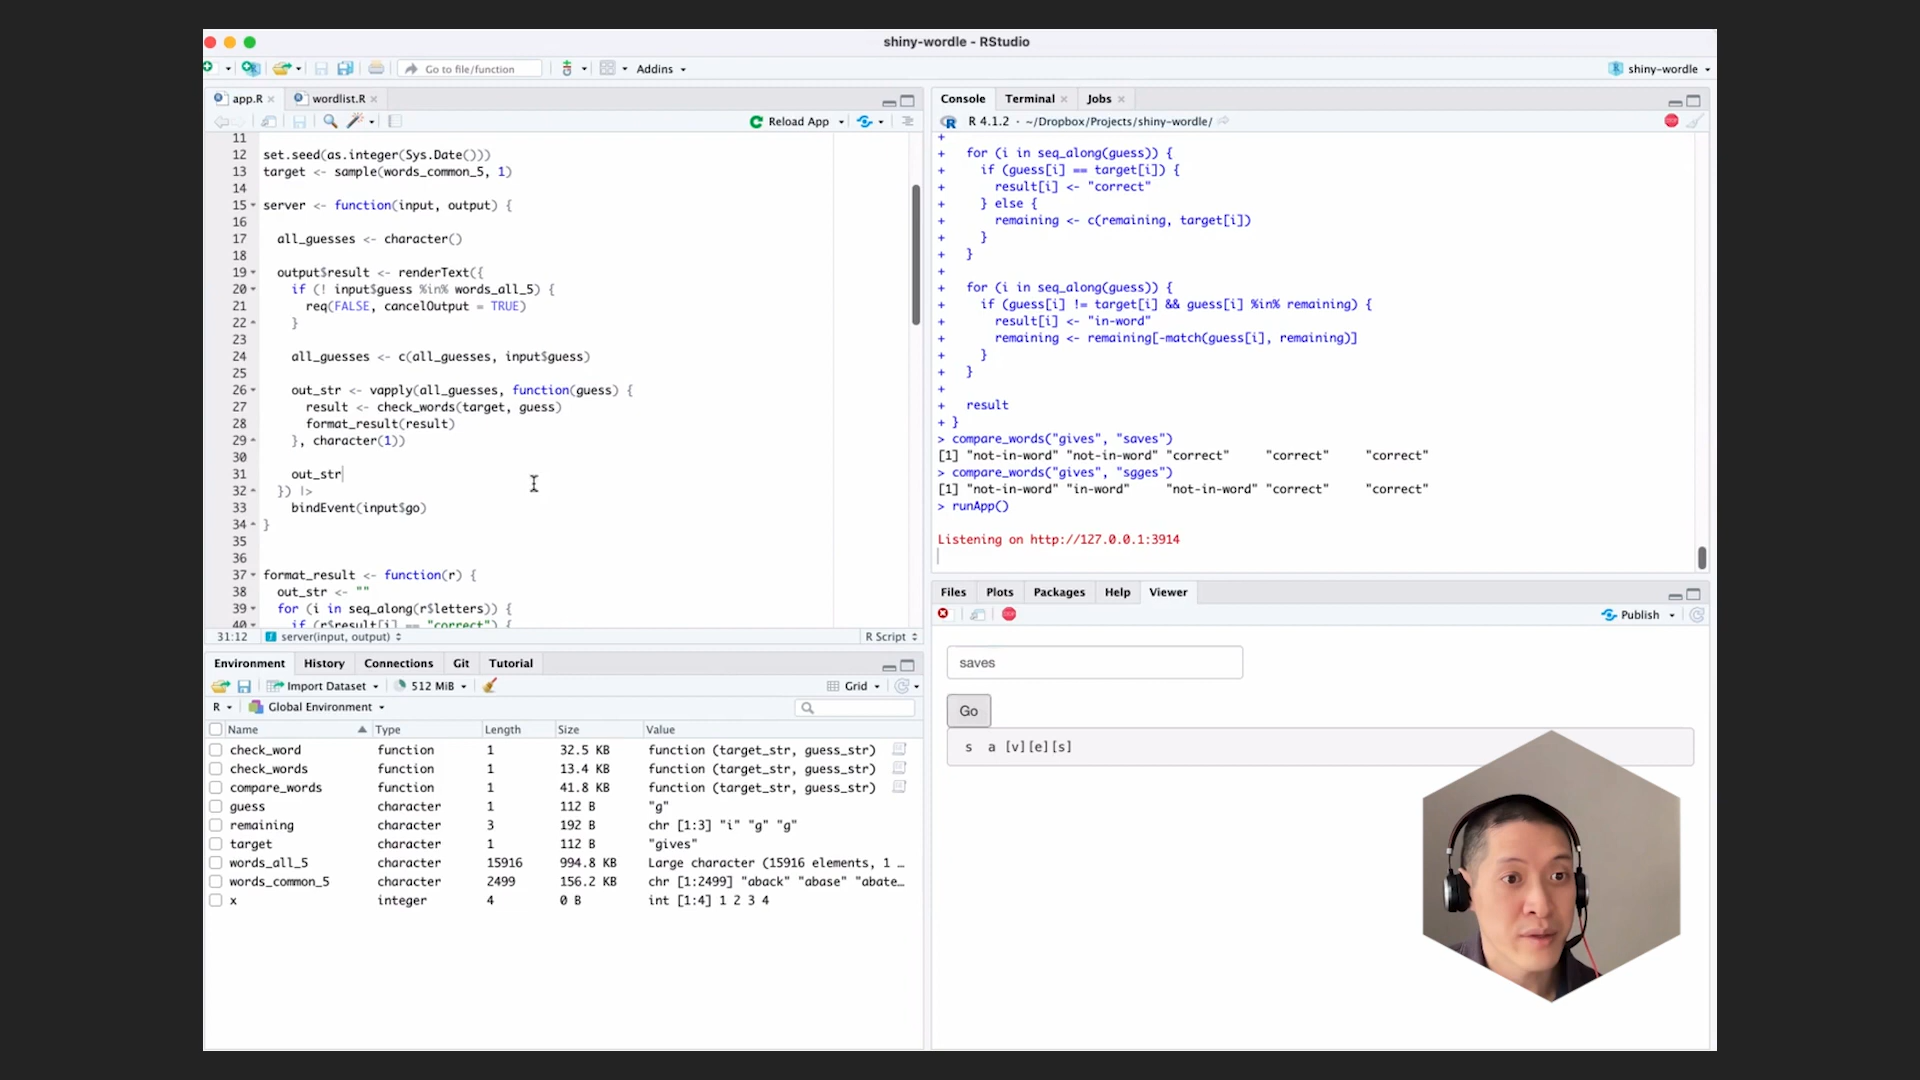 shiny-wordle - RStudio
Go to file/function
Addins
shiny-wordle
app.R
wordlist.R
Reload App
11
12 set.seed(as.integer(Sys.Date()))
13 target <- sample(words_common_5, 1)
14
15 server <- function(input, output) {
16
17 all_guesses <- character()
18
19 output$result <- renderText({
20 if (! input$guess %in% words_all_5) {
21 req(FALSE, cancelOutput = TRUE)
22 }
23
24 all_guesses <- c(all_guesses, input$guess)
25
26 out_str <- vapply(all_guesses, function(guess) {
27 result <- check_words(target, guess)
28 format_result(result)
29 }, character(1))
30
31 out_str
32 }) |>
33 bindEvent(input$go)
34 }
35
36
37 format_result <- function(r) {
38 out_str <- ""
39 for (i in seq_along(r$letters)) {
40 if (r$result[i] == "correct") {
31:12 server(input, output) R Script
Console Terminal Jobs
R 4.1.2 · ~/Dropbox/Projects/shiny-wordle/
+
+ for (i in seq_along(guess)) {
+ if (guess[i] == target[i]) {
+ result[i] <- "correct"
+ } else {
+ remaining <- c(remaining, target[i])
+ }
+ }
+
+ for (i in seq_along(guess)) {
+ if (guess[i] != target[i] && guess[i] %in% remaining) {
+ result[i] <- "in-word"
+ remaining <- remaining[-match(guess[i], remaining)]
+ }
+ }
+
+ result
+ }
> compare_words("gives", "saves")
[1] "not-in-word" "not-in-word" "correct" "correct" "correct"
> compare_words("gives", "sgges")
[1] "not-in-word" "in-word" "not-in-word" "correct" "correct"
> runApp()
Listening on http://127.0.0.1:3914
Environment History Connections Git Tutorial
Import Dataset 512 MiB Grid
R Global Environment
Name Type Length Size Value
check_word function 1 32.5 KB function (target_str, guess_str)
check_words function 1 13.4 KB function (target_str, guess_str)
compare_words function 1 41.8 KB function (target_str, guess_str)
guess character 1 112 B "g"
remaining character 3 192 B chr [1:3] "i" "g" "g"
target character 1 112 B "gives"
words_all_5 character 15916 994.8 KB Large character (15916 elements, 1 …
words_common_5 character 2499 156.2 KB chr [1:2499] "aback" "abase" "abate…
x integer 4 0 B int [1:4] 1 2 3 4
Files Plots Packages Help Viewer
Publish
saves
Go
s a [v][e][s]